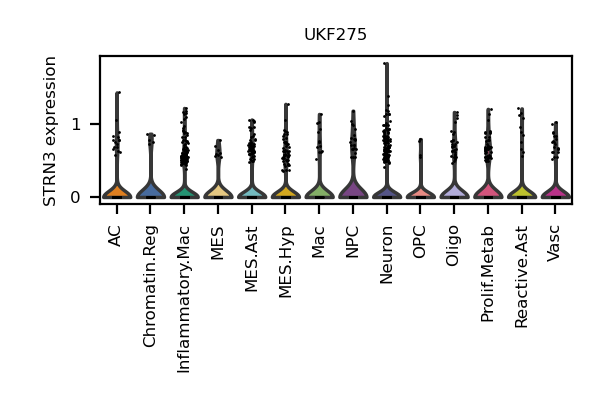 UKF275
STRN3 expression
1
0
AC
Chromatin.Reg
Inflammatory.Mac
MES
MES.Ast
MES.Hyp
Mac
NPC
Neuron
OPC
Oligo
Prolif.Metab
Reactive.Ast
Vasc